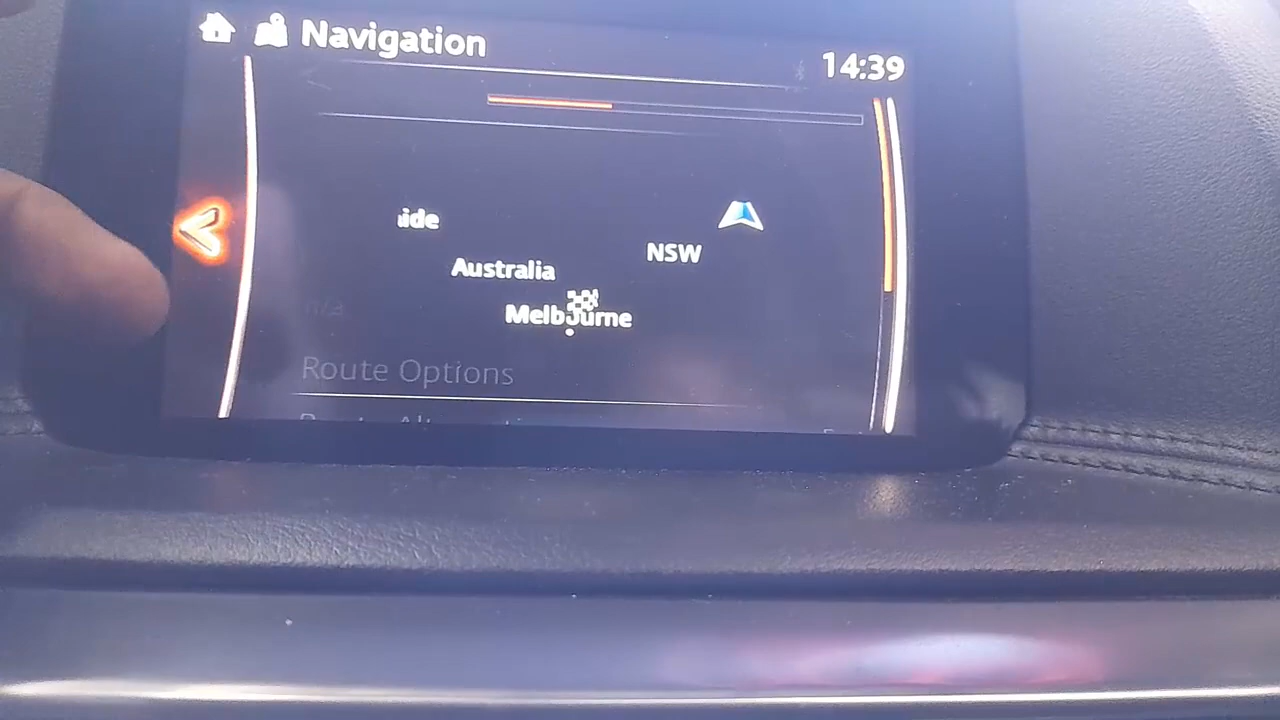 Navigation
14:39
ide
NSW
Australia
Melbourne
n/a
Route Options